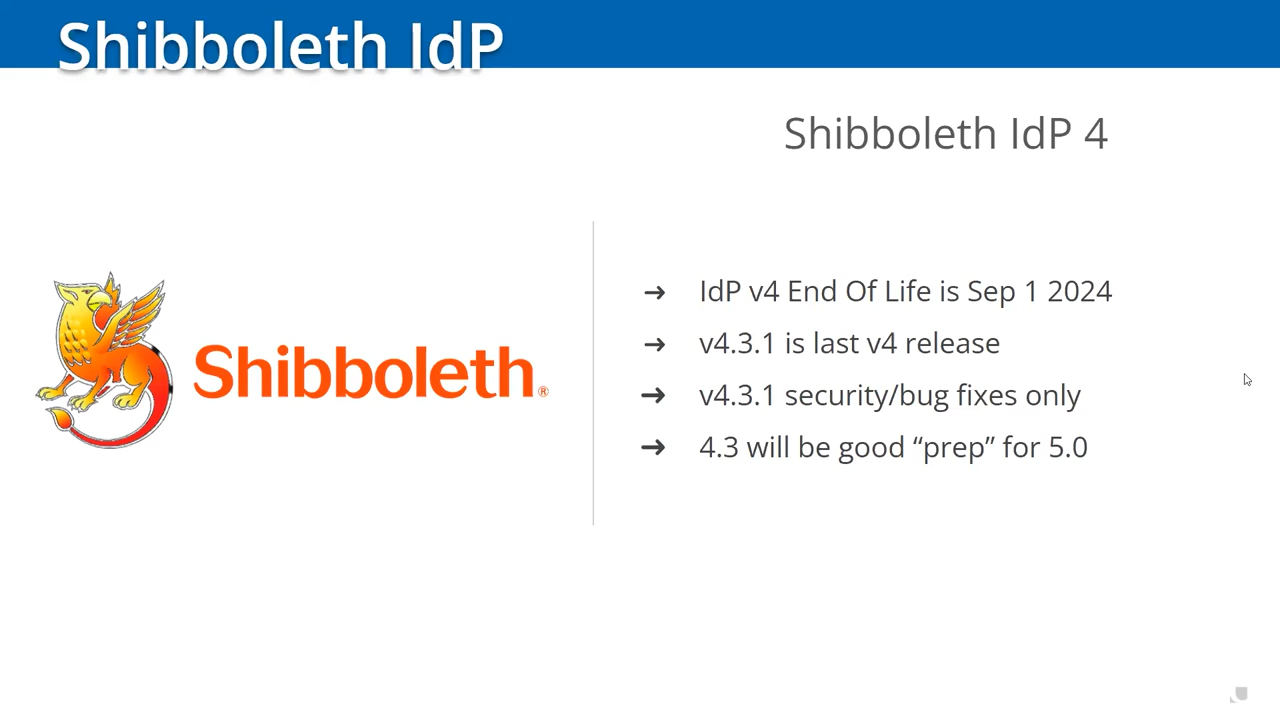 Shibboleth IdP
Shibboleth IdP 4
Shibboleth®
→ IdP v4 End Of Life is Sep 1 2024
→ v4.3.1 is last v4 release
→ v4.3.1 security/bug fixes only
→ 4.3 will be good “prep” for 5.0